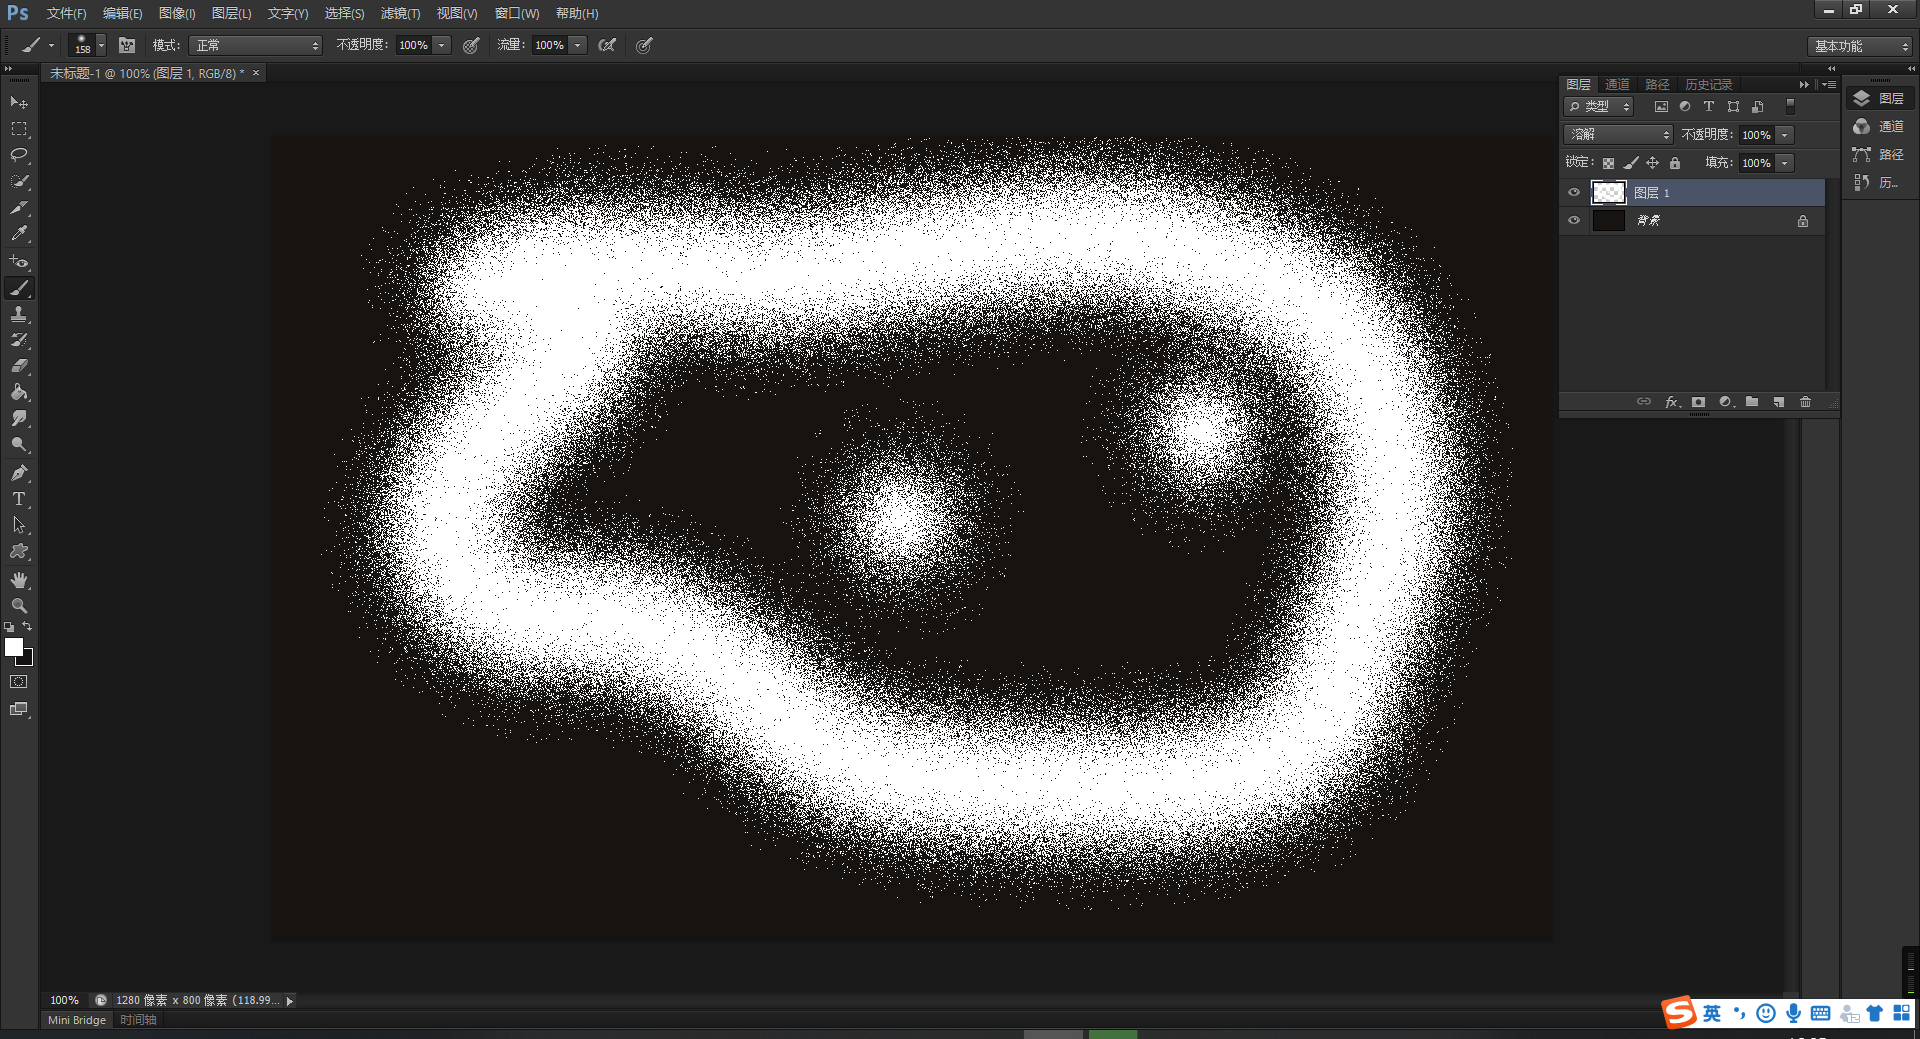 Ps 文件(F) 编辑(E) 图像(I) 图层(L) 文字(Y) 选择(S) 滤镜(T) 视图(V) 窗口(W) 帮助(H)
158 模式: 正常 不透明度: 100% 流量: 100% 基本功能
未标题-1 @ 100% (图层 1, RGB/8) * ×
图层 通道 路径 历史记录
类型 T
溶解 不透明度: 100%
锁定: 填充: 100%
图层 1
背景
fx
图层
通道
路径
历...
T
100% 1280 像素 x 800 像素 (118.99...
Mini Bridge 时间轴
S 英